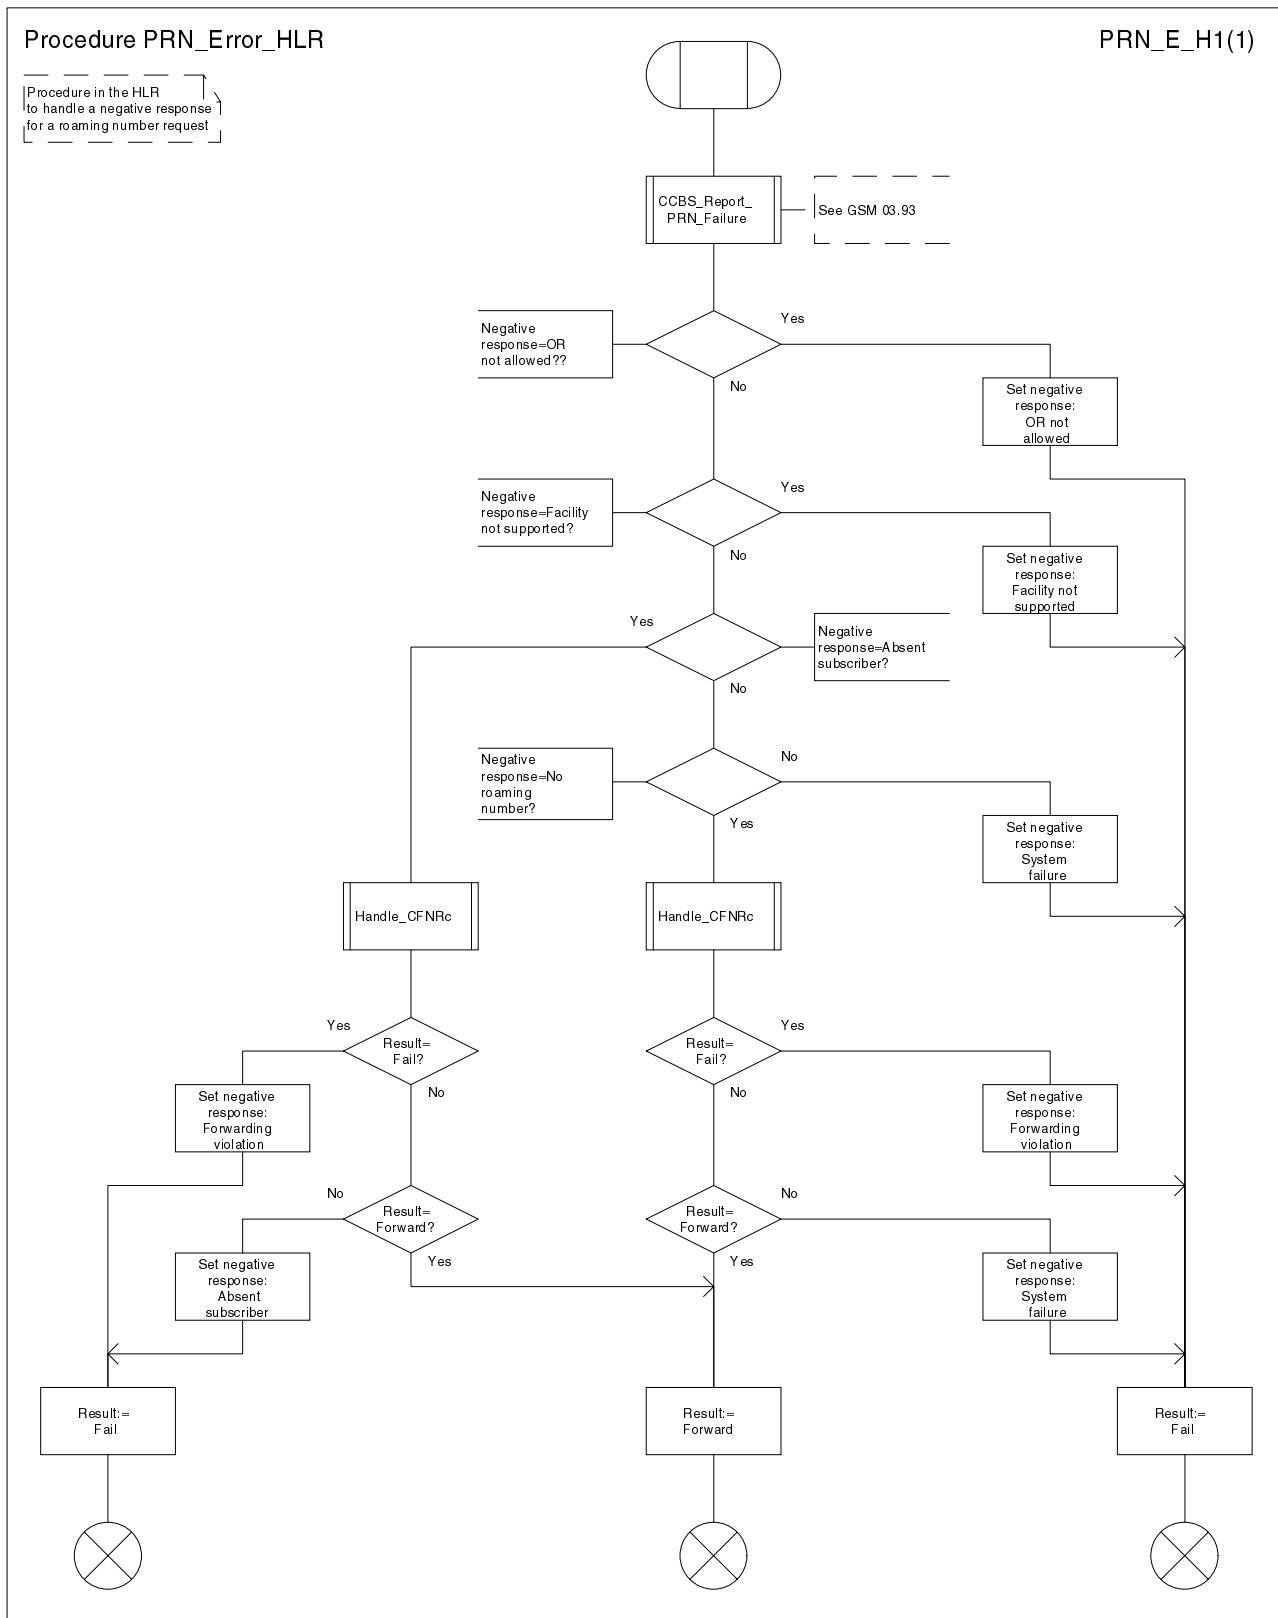 Procedure PRN_Error_HLR
PRN_E_H1(1)
Procedure in the HLR
to handle a negative response
for a roaming number request
CCBS_Report_
PRN_Failure
See GSM 03.93
Negative
response=OR
not allowed??
Yes
No
Set negative
response:
OR not
allowed
Negative
response=Facility
not supported?
Yes
No
Set negative
response:
Facility not
supported
Yes
Negative
response=Absent
subscriber?
No
Negative
response=No
roaming
number?
No
Yes
Set negative
response:
System
failure
Handle_CFNRc
Handle_CFNRc
Yes
Result=
Fail?
No
Result=
Fail?
Yes
No
Set negative
response:
Forwarding
violation
Set negative
response:
Forwarding
violation
No
Result=
Forward?
Yes
Result=
Forward?
No
Yes
Set negative
response:
Absent
subscriber
Set negative
response:
System
failure
Result:=
Fail
Result:=
Forward
Result:=
Fail